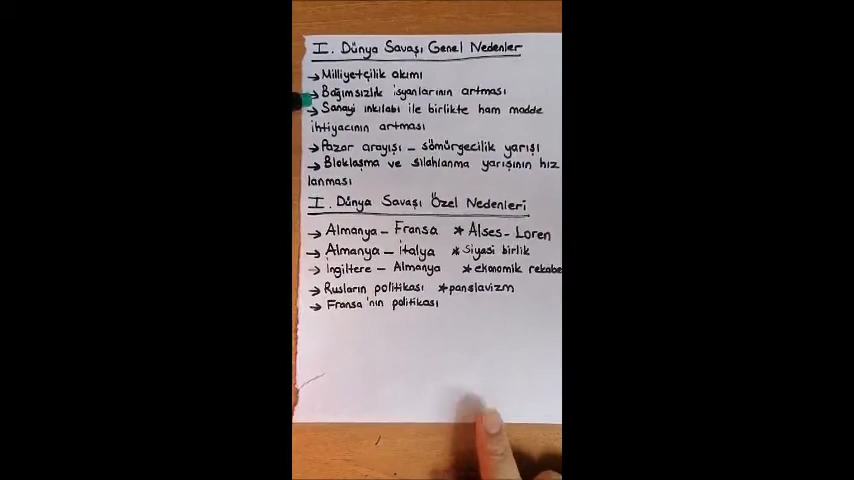 I. Dünya Savaşı Genel Nedenler
→ Milliyetçilik akımı
→ Bağımsızlık isyanlarının artması
→ Sanayi inkılabı ile birlikte ham madde
ihtiyacının artması
→ Pazar arayışı - sömürgecilik yarışı
→ Bloklaşma ve silahlanma yarışının hız
lanması
I. Dünya Savaşı Özel Nedenleri
→ Almanya - Fransa * Alses - Loren
→ Almanya - İtalya * siyasi birlik
→ İngiltere - Almanya * ekonomik rekabe
→ Rusların politikası * panslavizm
→ Fransa'nın politikası